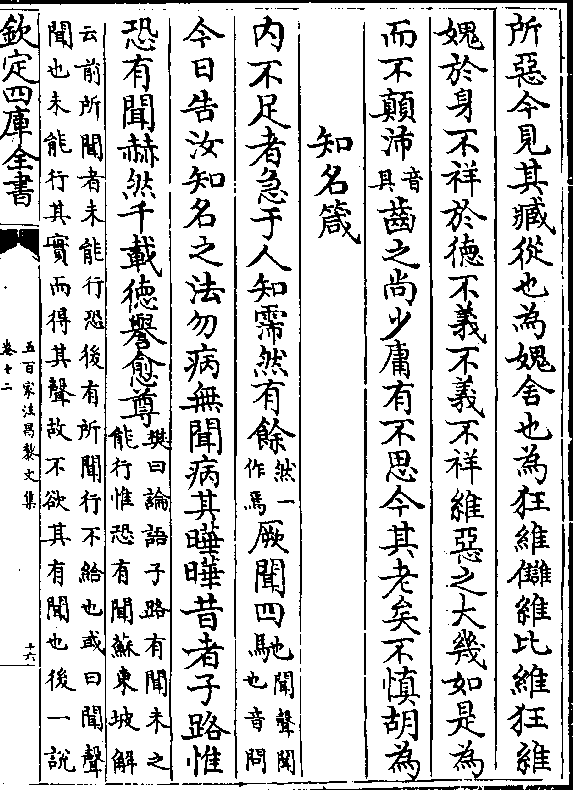 所惡今見其臧從也為媿舍也為狂維讎維比維狂維
媿於身不祥於德不義不義不祥維惡之大幾如是為
而不顛沛音具齒之尚少庸有不思今其老矣不慎胡為
知名箴
内不足者急于人知霈然有餘然一作焉厥聞四馳聞聲聞也音問
今日告汝知名之法勿病無聞病其曄曄昔者子路惟
恐有聞赫然千載德譽愈尊樊曰論語子路有聞未之能行惟恐有聞蘇東坡解
云前所聞者未能行恐後有所聞行不給也或曰聞聲
聞也未能行其實而得其聲故不欲其有聞也後一說
欽定四庫全書
五百家注昌黎文集
卷十二
十六